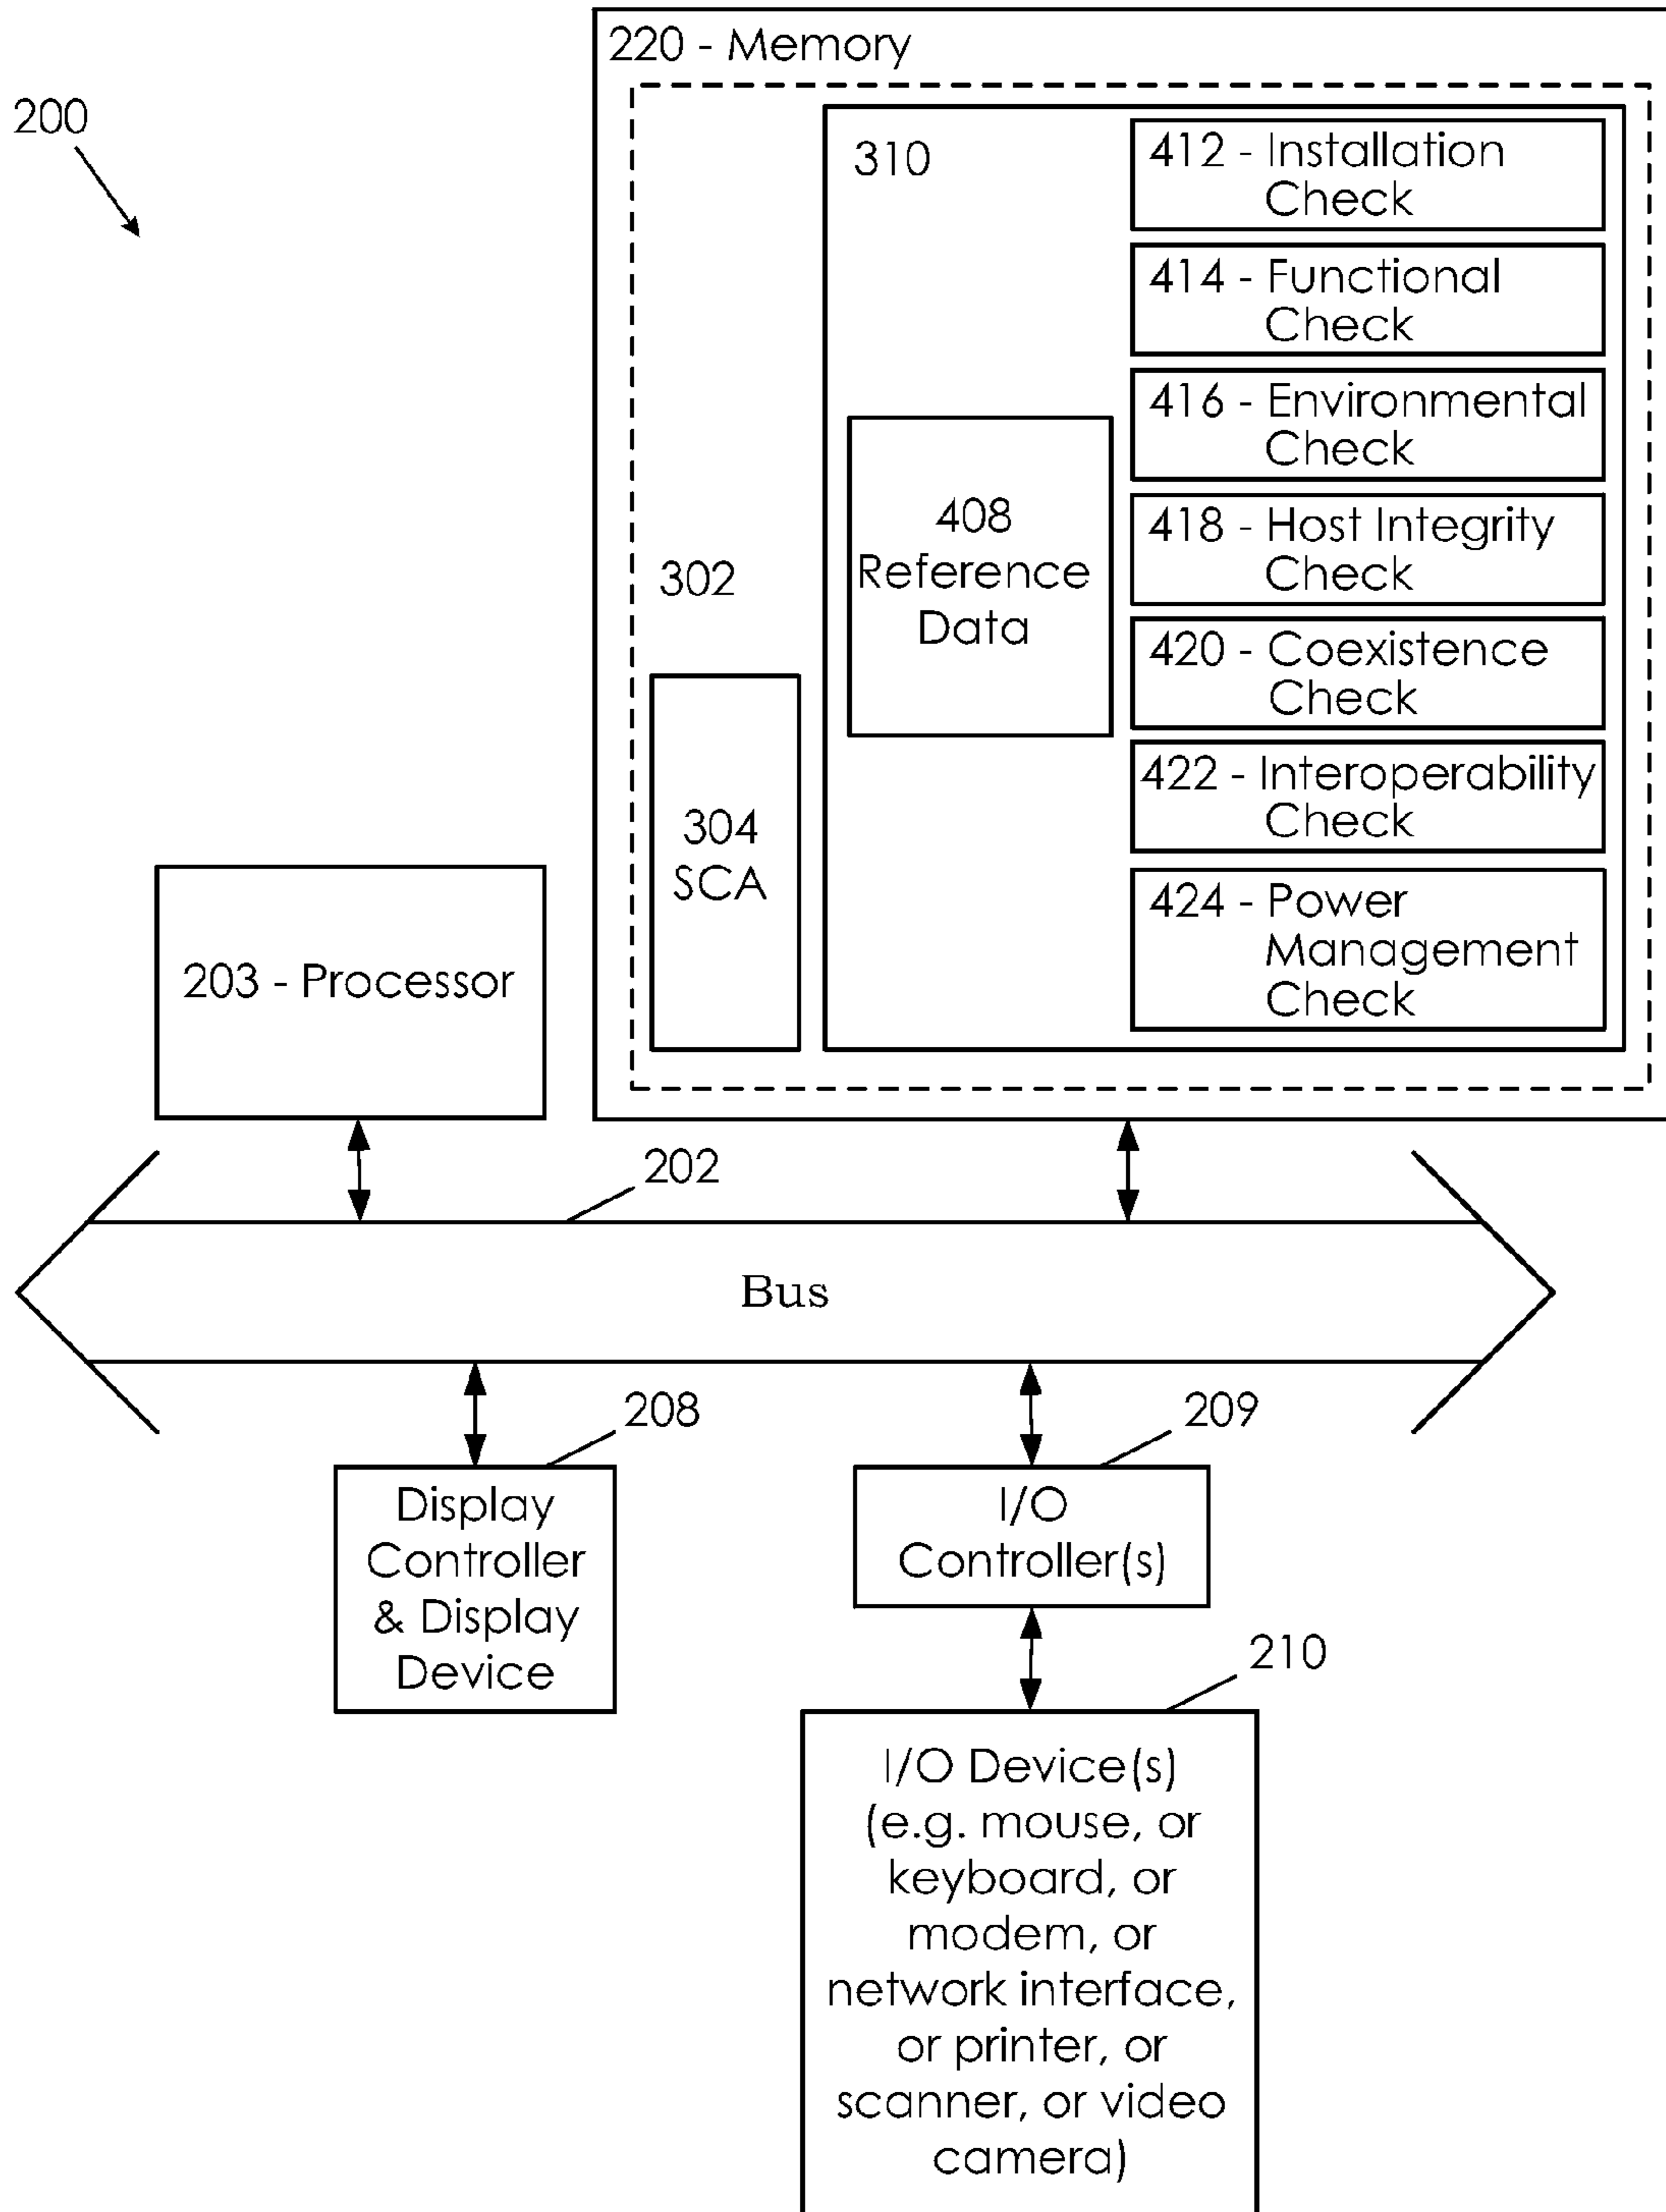 220 - Memory
200
310
412 - Installation
Check
414 - Functional
Check
416 - Environmental
Check
408
Reference
Data
418 - Host Integrity
Check
302
420 - Coexistence
Check
422 - Interoperability
Check
304
SCA
424 - Power
Management
Check
203 - Processor
202
Bus
208
Display
Controller
& Display
Device
209
I/O
Controller(s)
210
I/O Device(s)
(e.g. mouse, or
keyboard, or
modem, or
network interface,
or printer, or
scanner, or video
camera)